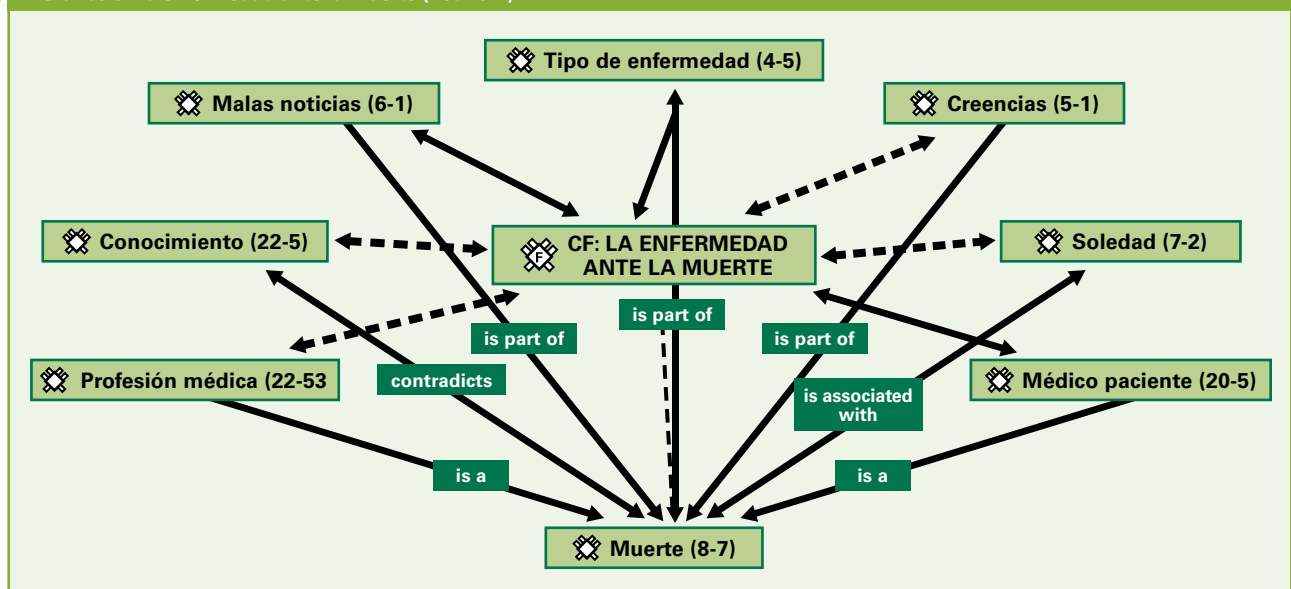 Tipo de enfermedad (4-5)
Malas noticias (6-1)
Creencias (5-1)
Conocimiento (22-5)
F
CF: LA ENFERMEDAD
ANTE LA MUERTE
Soledad (7-2)
is part of
is part of
is part of
Profesión médica (22-53
contradicts
is associated
with
Médico paciente (20-5)
is a
is a
Muerte (8-7)